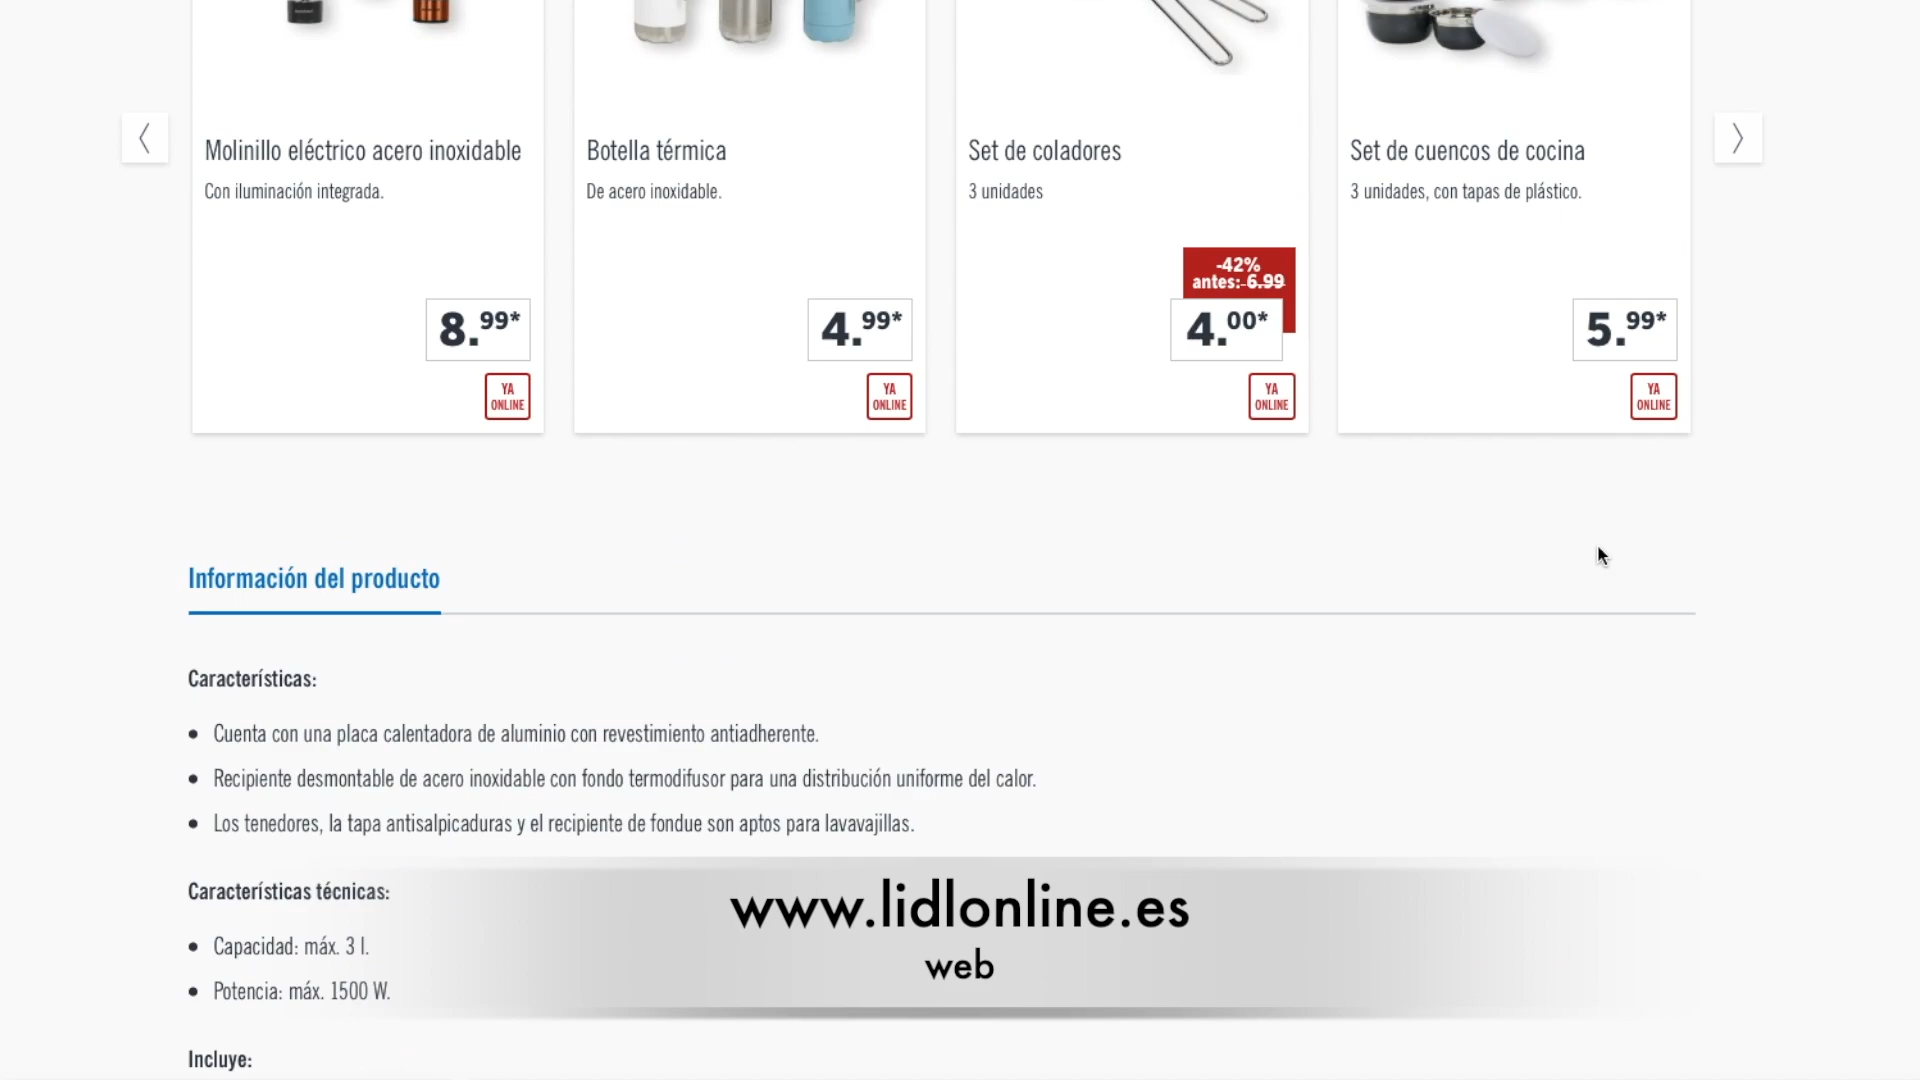 Molinillo eléctrico acero inoxidable
Con iluminación integrada.
8.99*
YA
ONLINE
Botella térmica
De acero inoxidable.
4.99*
YA
ONLINE
Set de coladores
3 unidades
-42%
antes: 6.99
4.00*
YA
ONLINE
Set de cuencos de cocina
3 unidades, con tapas de plástico.
5.99*
YA
ONLINE
Información del producto
Características:
• Cuenta con una placa calentadora de aluminio con revestimiento antiadherente.
• Recipiente desmontable de acero inoxidable con fondo termodifusor para una distribución uniforme del calor.
• Los tenedores, la tapa antisalpicaduras y el recipiente de fondue son aptos para lavavajillas.
Características técnicas:
• Capacidad: máx. 3 l.
• Potencia: máx. 1500 W.
www.lidlonline.es
web
Incluye: